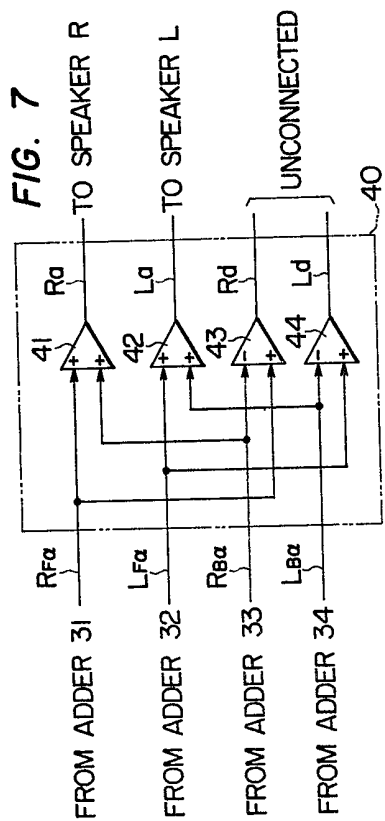 FIG. 7
FROM ADDER 31 RFα 41 + + Ra TO SPEAKER R
FROM ADDER 32 LFα 42 + + La TO SPEAKER L
FROM ADDER 33 RBα 43 − + Rd
FROM ADDER 34 LBα 44 − + Ld
UNCONNECTED
40